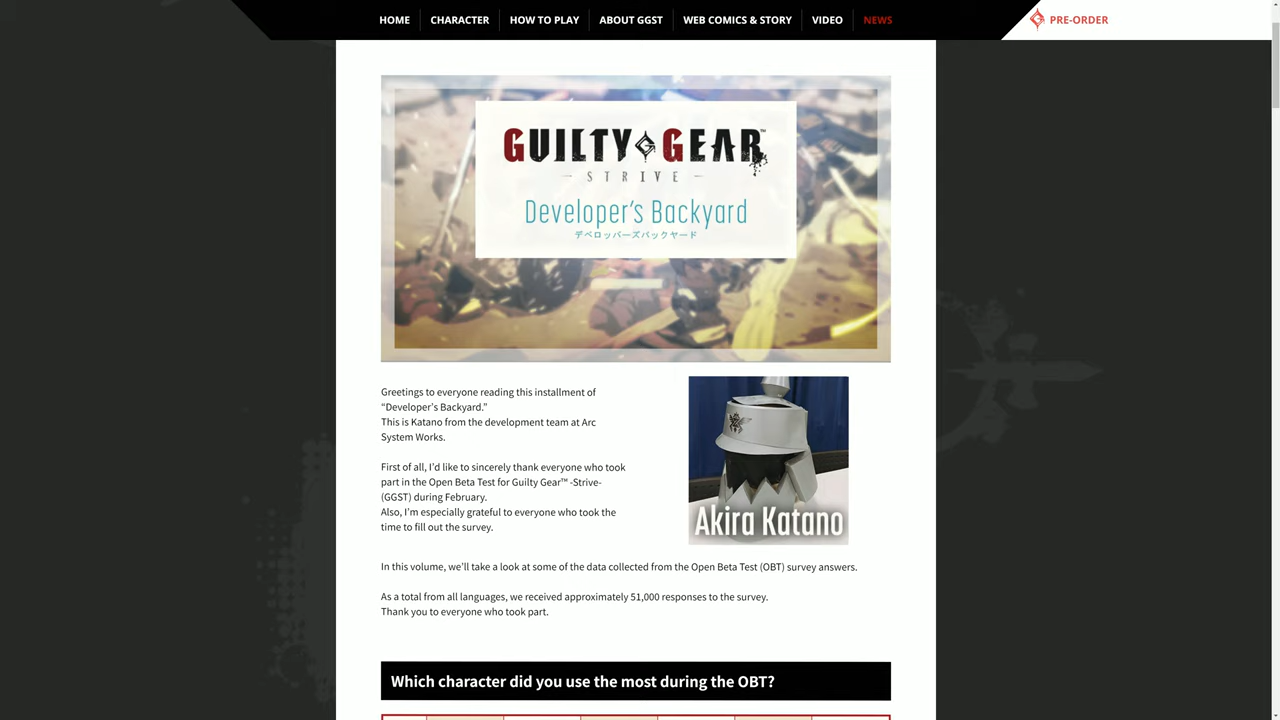 HOME
CHARACTER
HOW TO PLAY
ABOUT GGST
WEB COMICS & STORY
VIDEO
NEWS
PRE-ORDER
GUILTY GEAR™
- STRIVE -
Developer's Backyard
デベロッパーズバックヤード
Greetings to everyone reading this installment of
“Developer’s Backyard.”
This is Katano from the development team at Arc
System Works.
First of all, I’d like to sincerely thank everyone who took
part in the Open Beta Test for Guilty Gear™ -Strive-
(GGST) during February.
Also, I’m especially grateful to everyone who took the
time to fill out the survey.
Akira Katano
In this volume, we’ll take a look at some of the data collected from the Open Beta Test (OBT) survey answers.
As a total from all languages, we received approximately 51,000 responses to the survey.
Thank you to everyone who took part.
Which character did you use the most during the OBT?